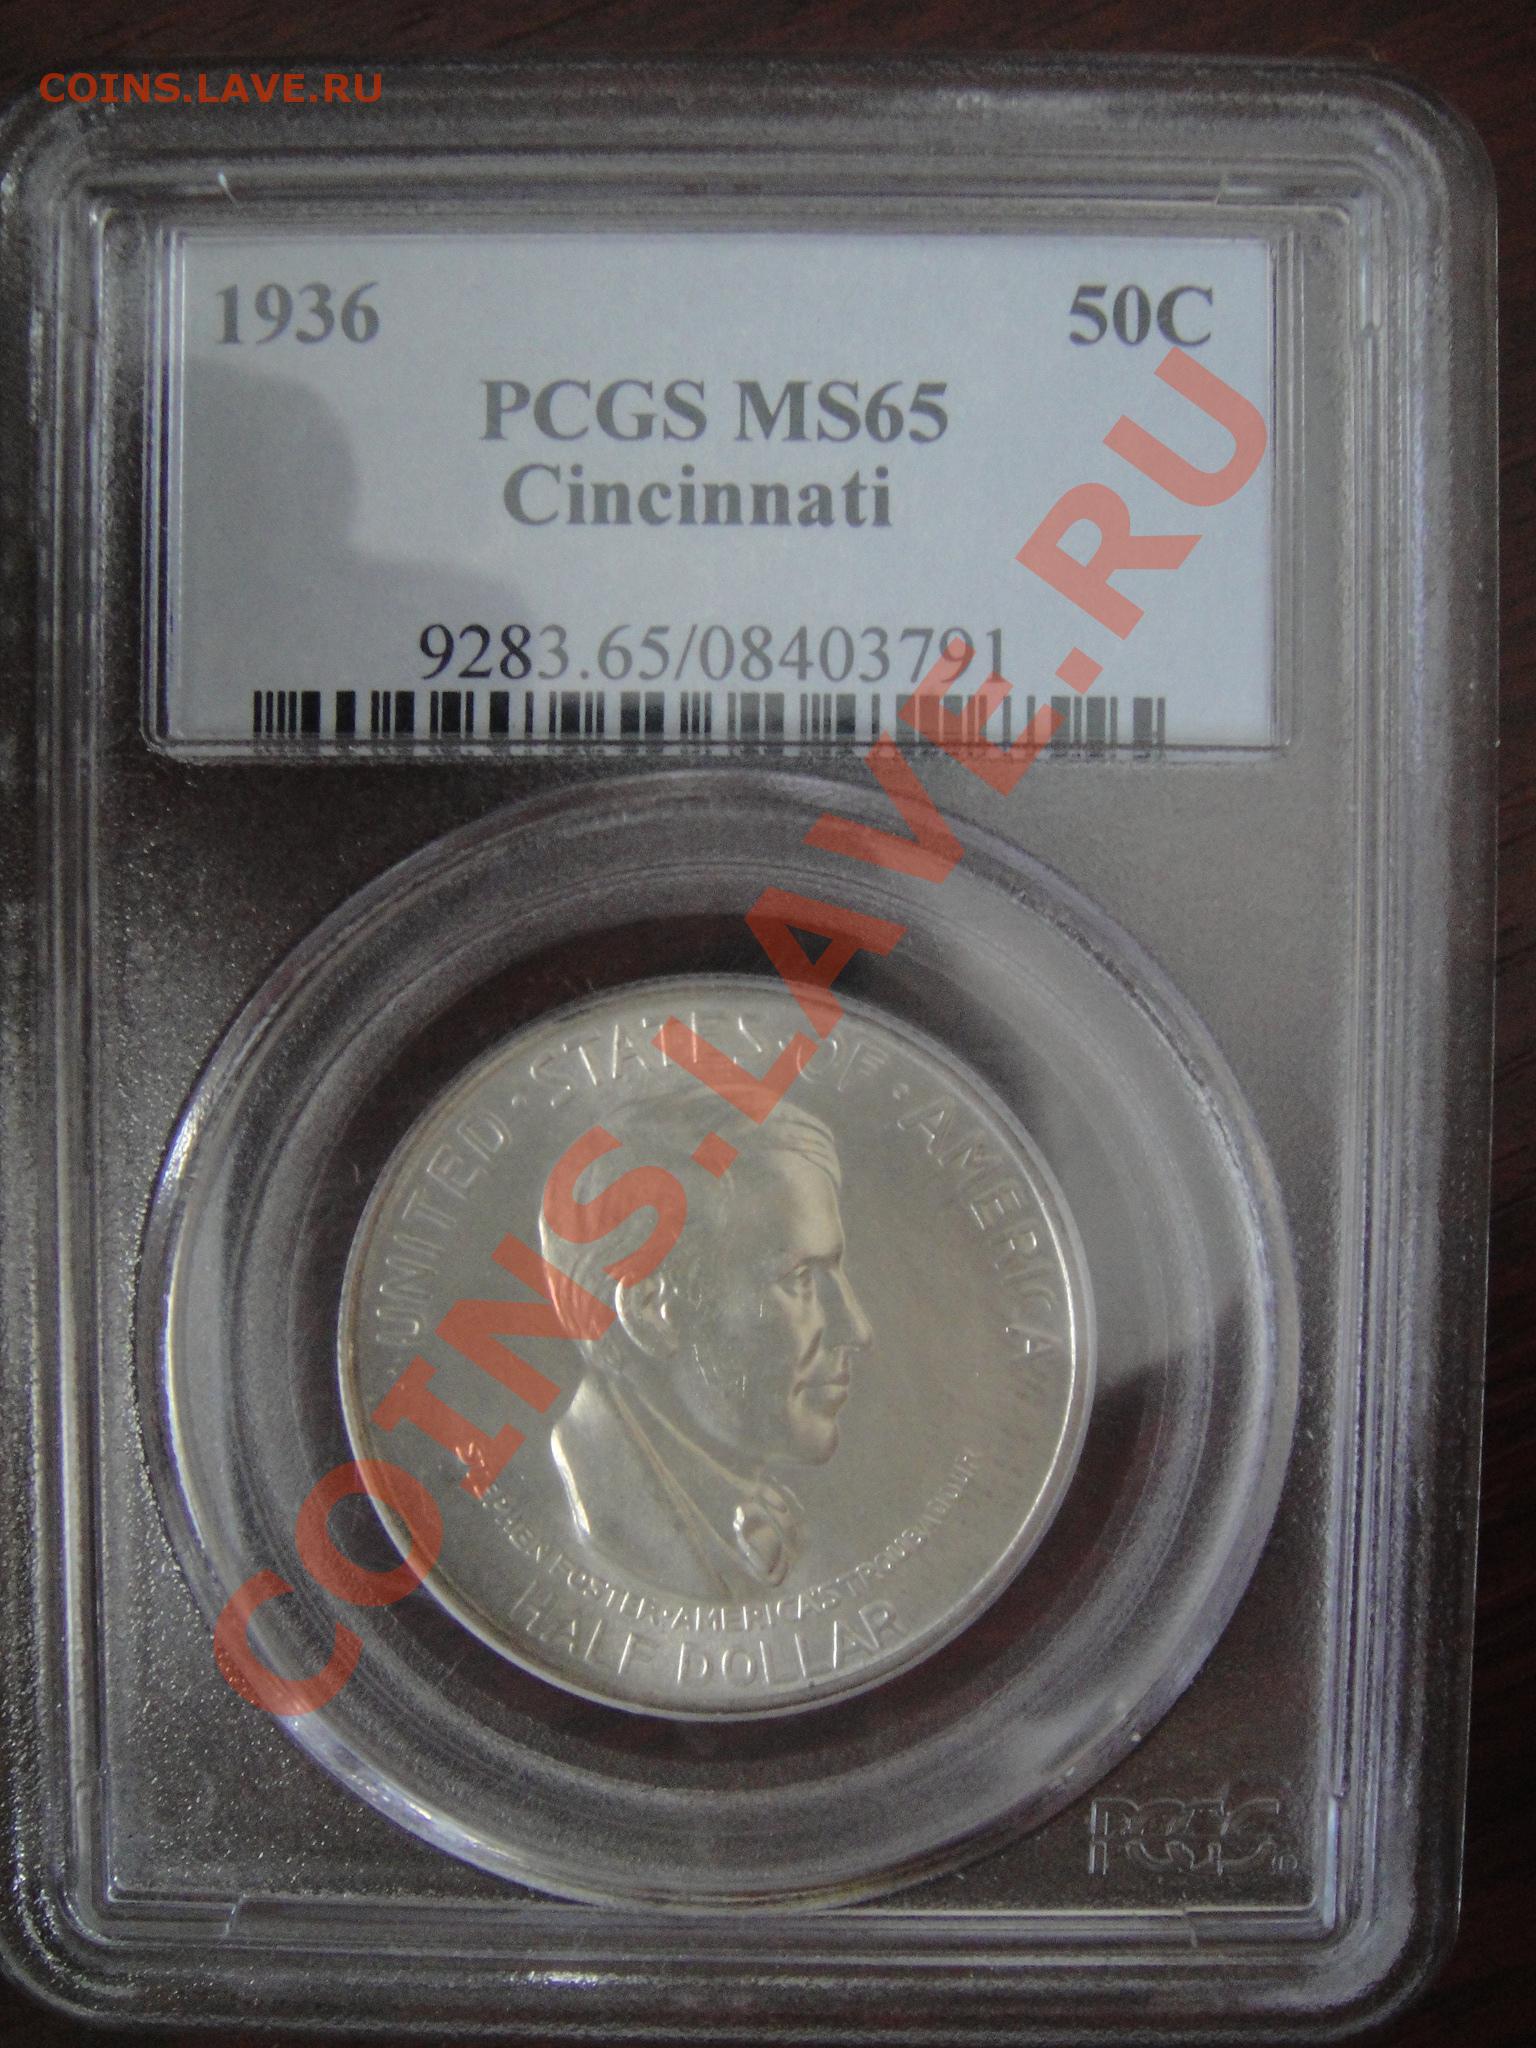 COINS.LAVE.RU
1936 50C
PCGS MS65
Cincinnati
9283.65/08403791
COINS.LAVE.RU
UNITED · STATES · OF · AMERICA
STEPHEN FOSTER·AMERICA'S TROUBADOUR
HALF DOLLAR
PCGS